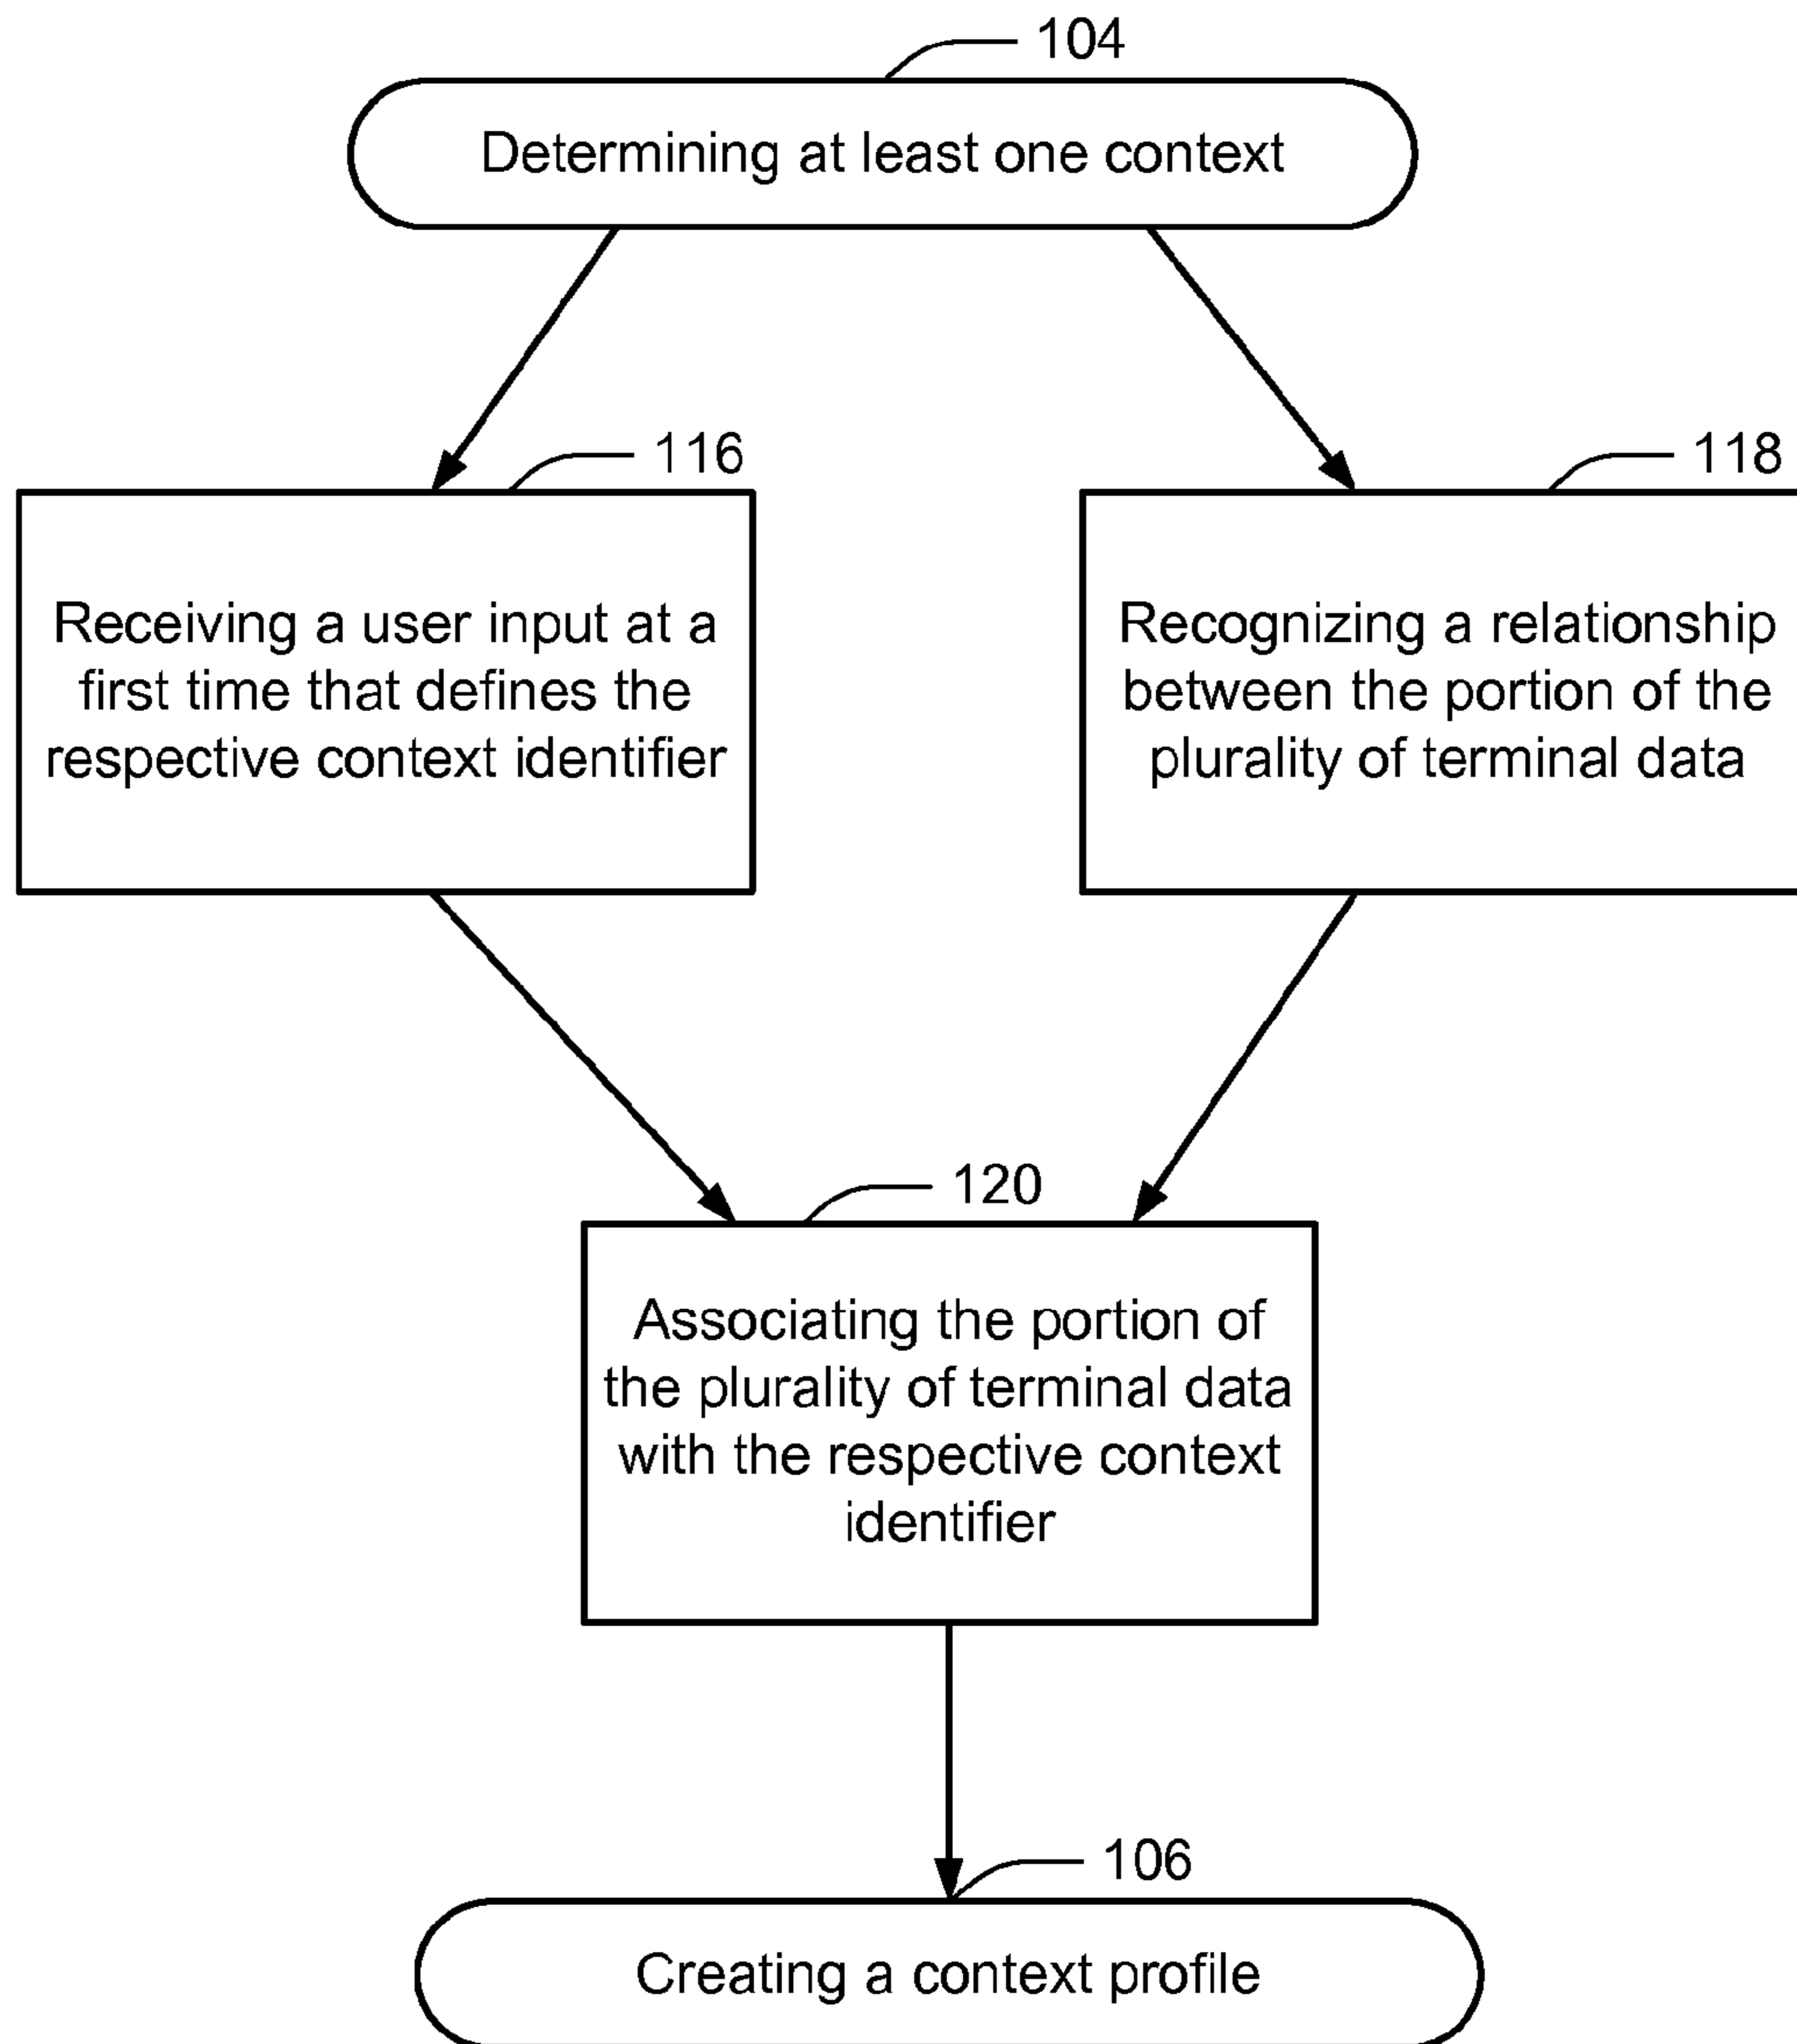 104
Determining at least one context
116
Receiving a user input at a
first time that defines the
respective context identifier
118
Recognizing a relationship
between the portion of the
plurality of terminal data
120
Associating the portion of
the plurality of terminal data
with the respective context
identifier
106
Creating a context profile